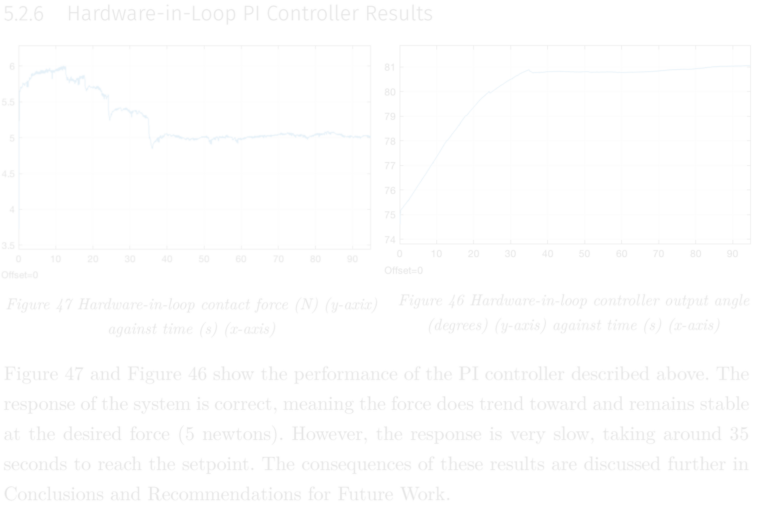 5.2.6 Hardware-in-Loop PI Controller Results
6
5.5
5
4.5
4
3.5
0 10 20 30 40 50 60 70 80 90
Offset=0
81
80
79
78
77
76
75
74
0 10 20 30 40 50 60 70 80 90
Offset=0
Figure 47 Hardware-in-loop contact force (N) (y-axix)
against time (s) (x-axis)
Figure 46 Hardware-in-loop controller output angle
(degrees) (y-axis) against time (s) (x-axis)
Figure 47 and Figure 46 show the performance of the PI controller described above. The
response of the system is correct, meaning the force does trend toward and remains stable
at the desired force (5 newtons). However, the response is very slow, taking around 35
seconds to reach the setpoint. The consequences of these results are discussed further in
Conclusions and Recommendations for Future Work.